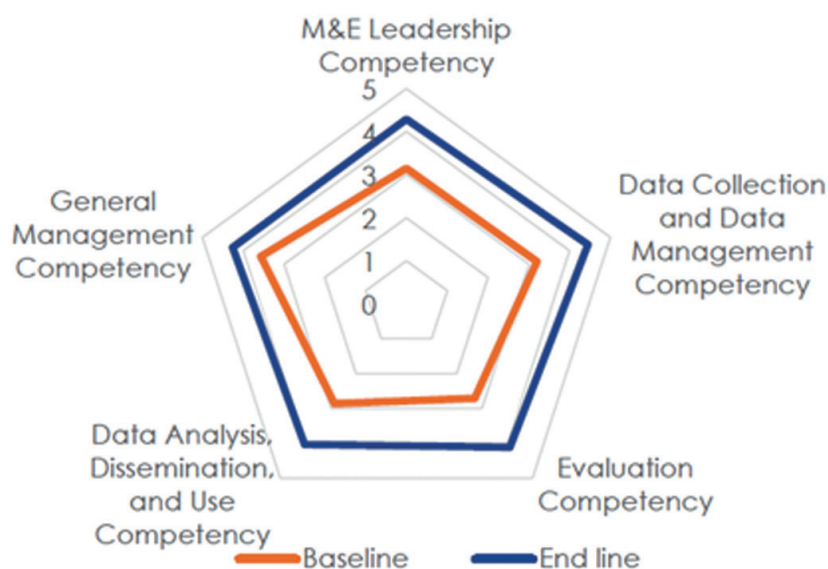 M&E Leadership
Competency
5
4
3
2
1
0
Data Collection
and Data
Management
Competency
Evaluation
Competency
Data Analysis,
Dissemination,
and Use
Competency
General
Management
Competency
Baseline
End line